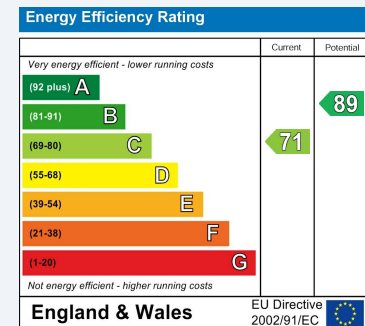 Energy Efficiency Rating
Current Potential
Very energy efficient - lower running costs
(92 plus) A
(81-91) B
89
(69-80) C
71
(55-68) D
(39-54) E
(21-38) F
(1-20) G
Not energy efficient - higher running costs
England & Wales
EU Directive
2002/91/EC